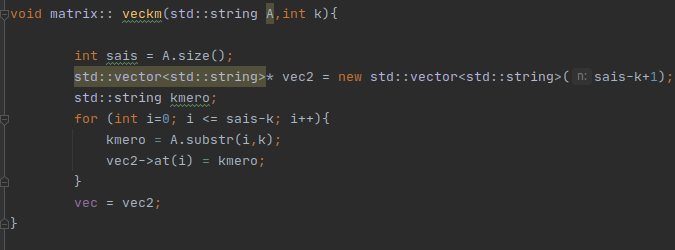 void matrix:: veckm(std::string A,int k){
int sais = A.size();
std::vector<std::string>* vec2 = new std::vector<std::string>( n: sais-k+1);
std::string kmero;
for (int i=0; i <= sais-k; i++){
kmero = A.substr(i,k);
vec2->at(i) = kmero;
}
vec = vec2;
}